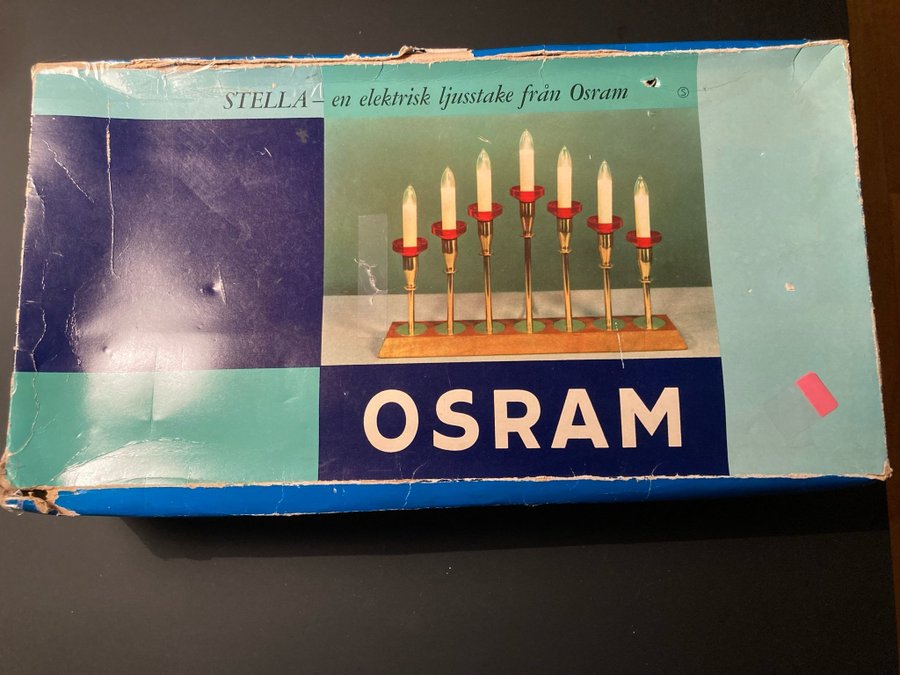 STELLA – en elektrisk ljusstake från Osram Ⓢ
OSRAM